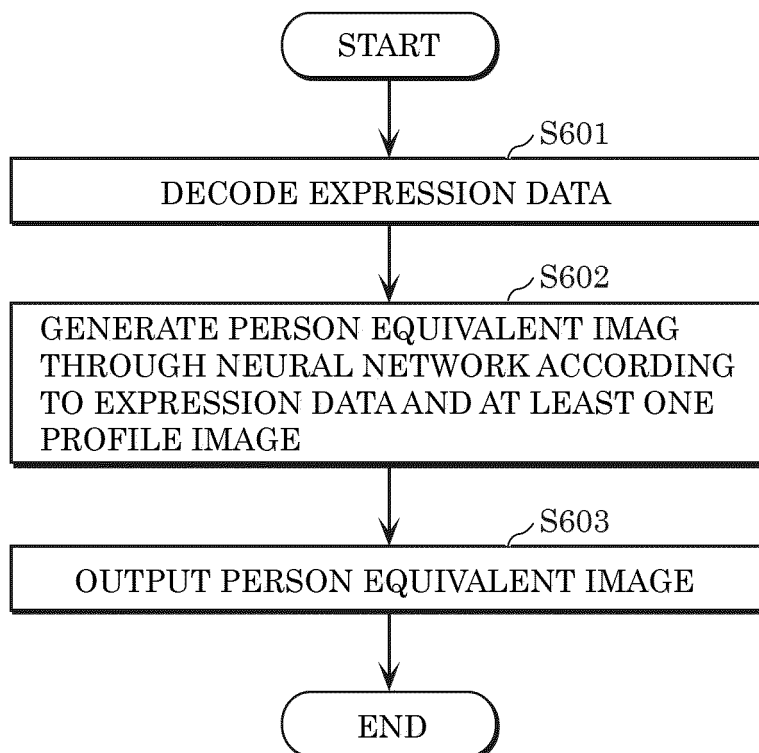 START
S601
DECODE EXPRESSION DATA
S602
GENERATE PERSON EQUIVALENT IMAG
THROUGH NEURAL NETWORK ACCORDING
TO EXPRESSION DATA AND AT LEAST ONE
PROFILE IMAGE
S603
OUTPUT PERSON EQUIVALENT IMAGE
END